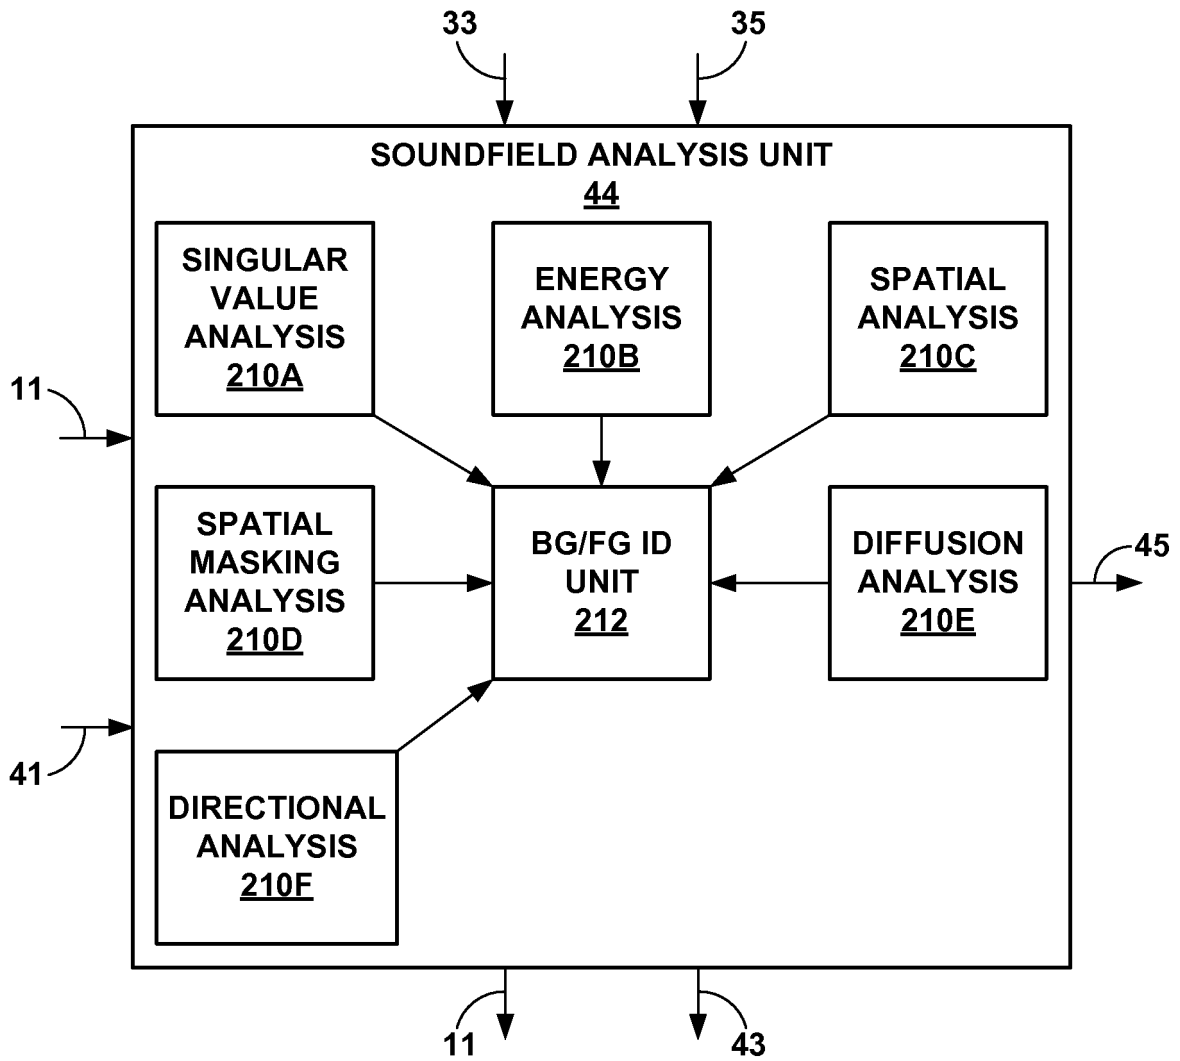 33
35
SOUNDFIELD ANALYSIS UNIT
44
SINGULAR
VALUE
ANALYSIS
210A
ENERGY
ANALYSIS
210B
SPATIAL
ANALYSIS
210C
11
SPATIAL
MASKING
ANALYSIS
210D
BG/FG ID
UNIT
212
DIFFUSION
ANALYSIS
210E
45
41
DIRECTIONAL
ANALYSIS
210F
11
43